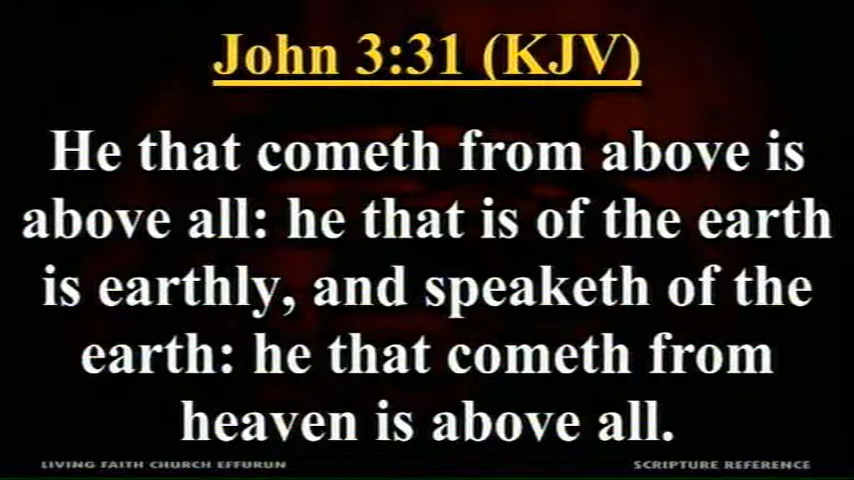 John 3:31 (KJV)
He that cometh from above is
above all: he that is of the earth
is earthly, and speaketh of the
earth: he that cometh from
heaven is above all.
LIVING FAITH CHURCH EFFURUN
SCRIPTURE REFERENCE